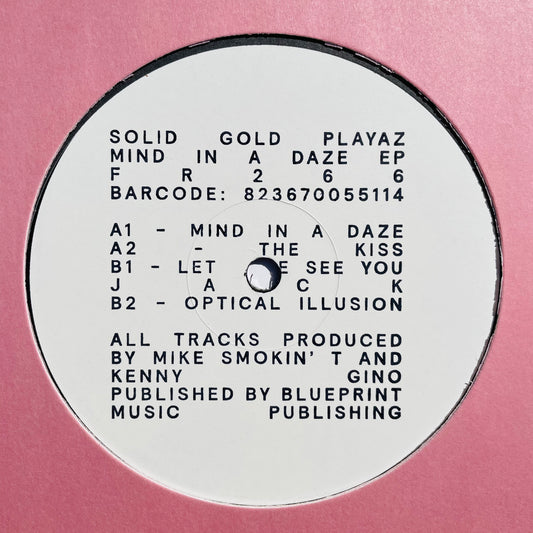 SOLID GOLD PLAYAZ
MIND IN A DAZE EP
F R 2 6 6
BARCODE: 823670055114
A1 - MIND IN A DAZE
A2 - THE KISS
B1 - LET E SEE YOU
J A C K
B2 - OPTICAL ILLUSION
ALL TRACKS PRODUCED
BY MIKE SMOKIN' T AND
KENNY GINO
PUBLISHED BY BLUEPRINT
MUSIC PUBLISHING